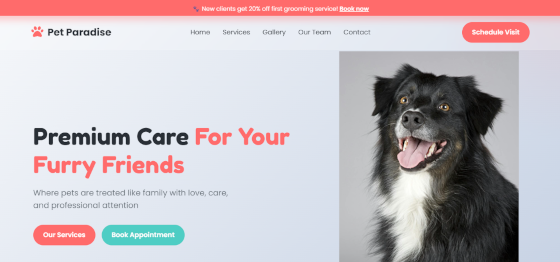 🐾 New clients get 20% off first grooming service! Book now
Pet Paradise
Home Services Gallery Our Team Contact
Schedule Visit
Premium Care For Your
Furry Friends
Where pets are treated like family with love, care,
and professional attention
Our Services
Book Appointment